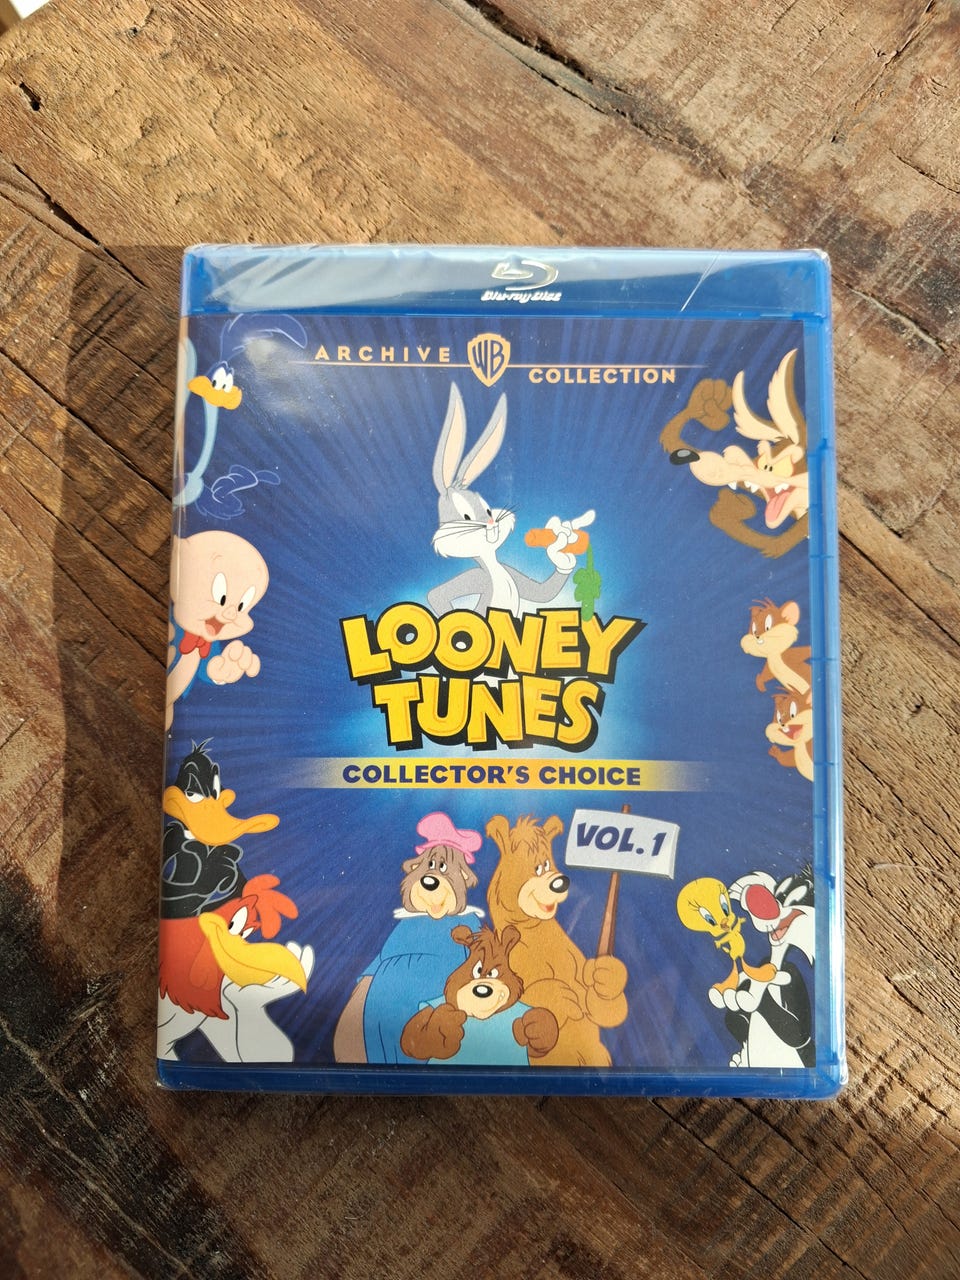 Blu-ray Disc
ARCHIVE WB COLLECTION
LOONEY
TUNES
COLLECTOR'S CHOICE
VOL.1